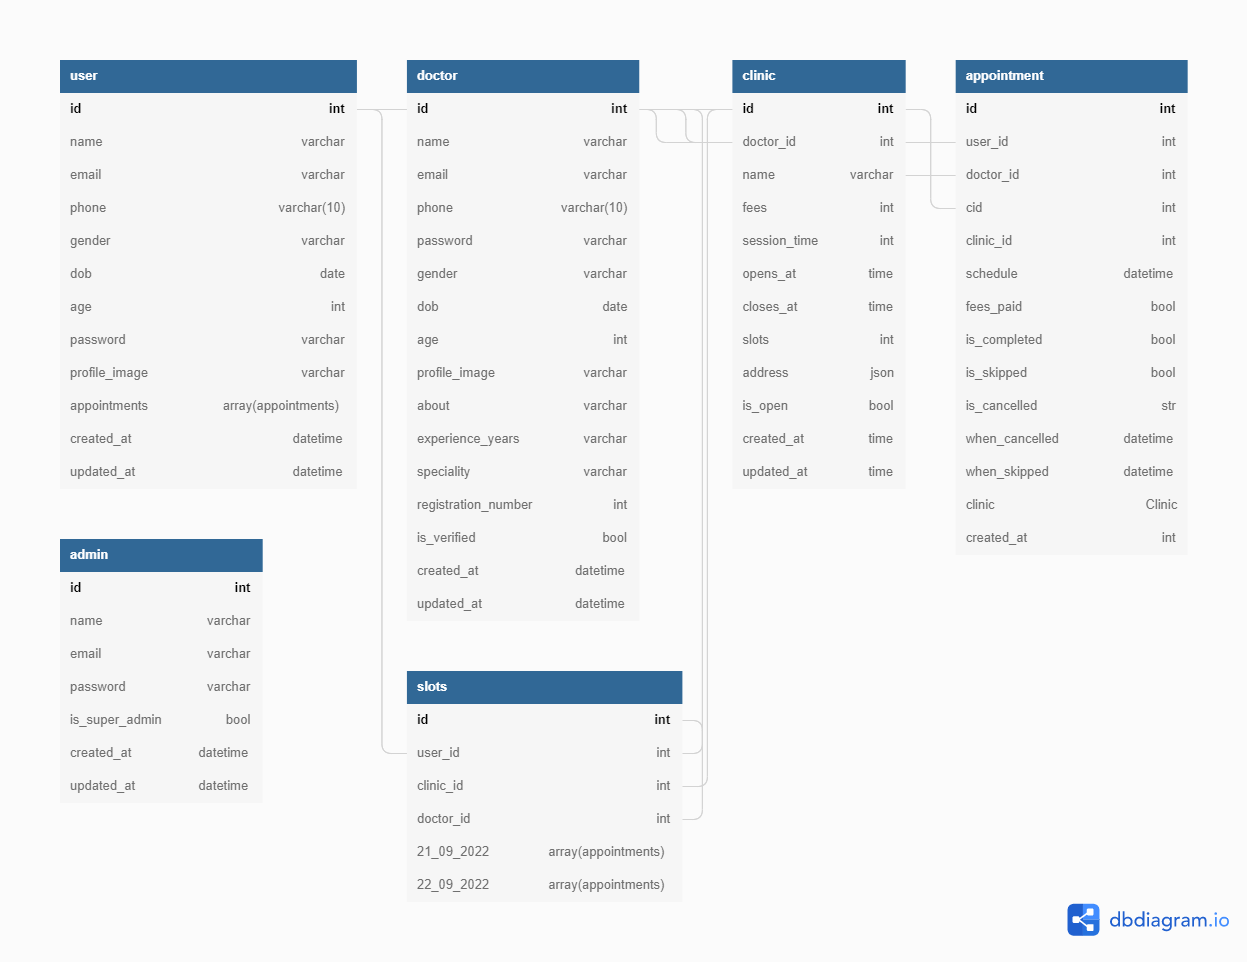 user
id int
name varchar
email varchar
phone varchar(10)
gender varchar
dob date
age int
password varchar
profile_image varchar
appointments array(appointments)
created_at datetime
updated_at datetime
doctor
id int
name varchar
email varchar
phone varchar(10)
password varchar
gender varchar
dob date
age int
profile_image varchar
about varchar
experience_years varchar
speciality varchar
registration_number int
is_verified bool
created_at datetime
updated_at datetime
clinic
id int
doctor_id int
name varchar
fees int
session_time int
opens_at time
closes_at time
slots int
address json
is_open bool
created_at time
updated_at time
appointment
id int
user_id int
doctor_id int
cid int
clinic_id int
schedule datetime
fees_paid bool
is_completed bool
is_skipped bool
is_cancelled str
when_cancelled datetime
when_skipped datetime
clinic Clinic
created_at int
admin
id int
name varchar
email varchar
password varchar
is_super_admin bool
created_at datetime
updated_at datetime
slots
id int
user_id int
clinic_id int
doctor_id int
21_09_2022 array(appointments)
22_09_2022 array(appointments)
dbdiagram.io